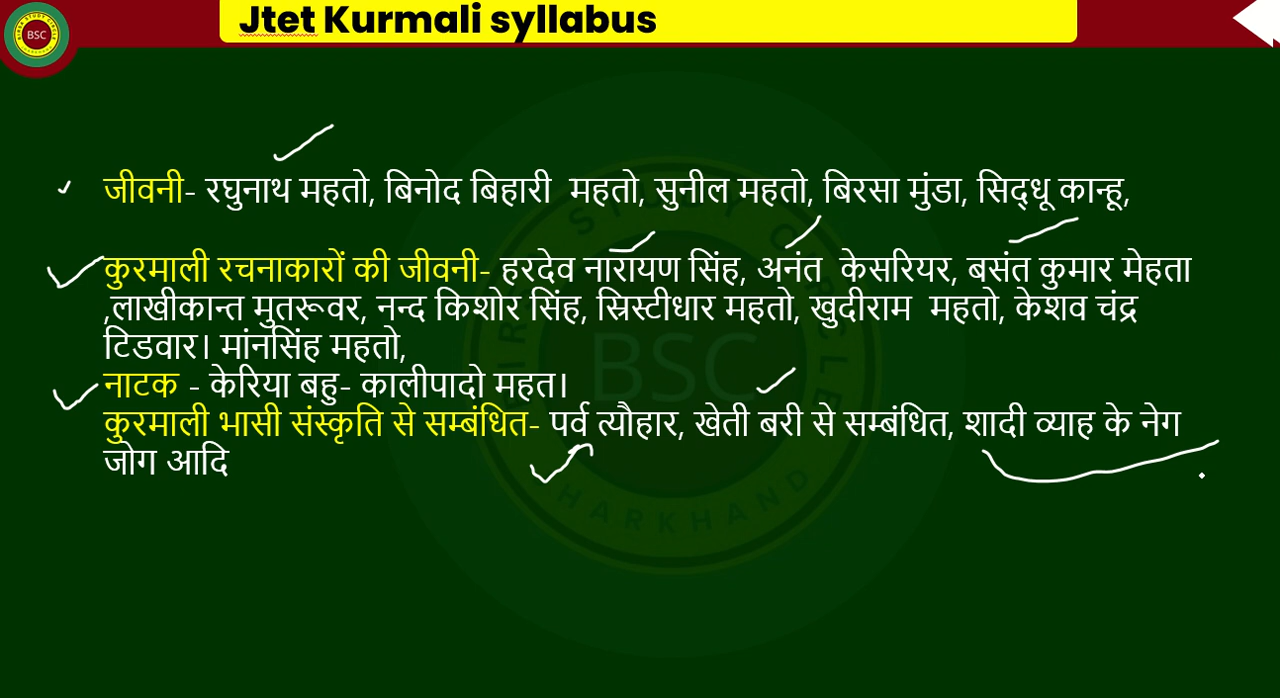 Jtet Kurmali syllabus
BSC
जीवनी- रघुनाथ महतो, बिनोद बिहारी महतो, सुनील महतो, बिरसा मुंडा, सिद्धू कान्हू,
कुरमाली रचनाकारों की जीवनी- हरदेव नारायण सिंह, अनंत केसरियर, बसंत कुमार मेहता
,लाखीकान्त मुतरूवर, नन्द किशोर सिंह, स्रिस्टीधार महतो, खुदीराम महतो, केशव चंद्र
टिडवार। मांनसिंह महतो,
नाटक - केरिया बहु- कालीपादो महत।
कुरमाली भासी संस्कृति से सम्बंधित- पर्व त्यौहार, खेती बरी से सम्बंधित, शादी व्याह के नेग
जोग आदि
BSC